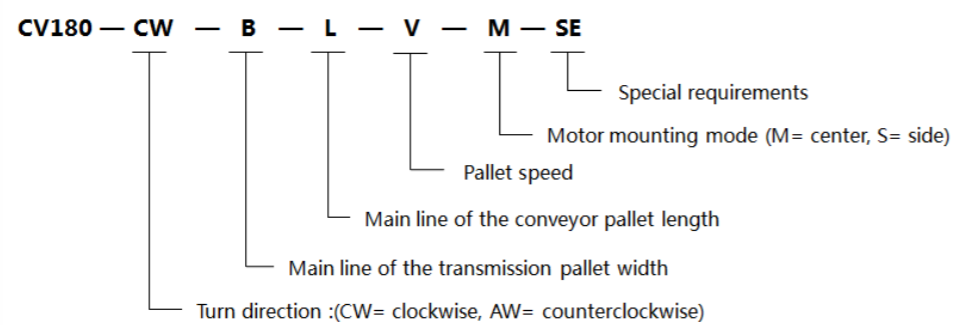 CV180 — CW — B — L — V — M — SE
Special requirements
Motor mounting mode (M= center, S= side)
Pallet speed
Main line of the conveyor pallet length
Main line of the transmission pallet width
Turn direction :(CW= clockwise, AW= counterclockwise)